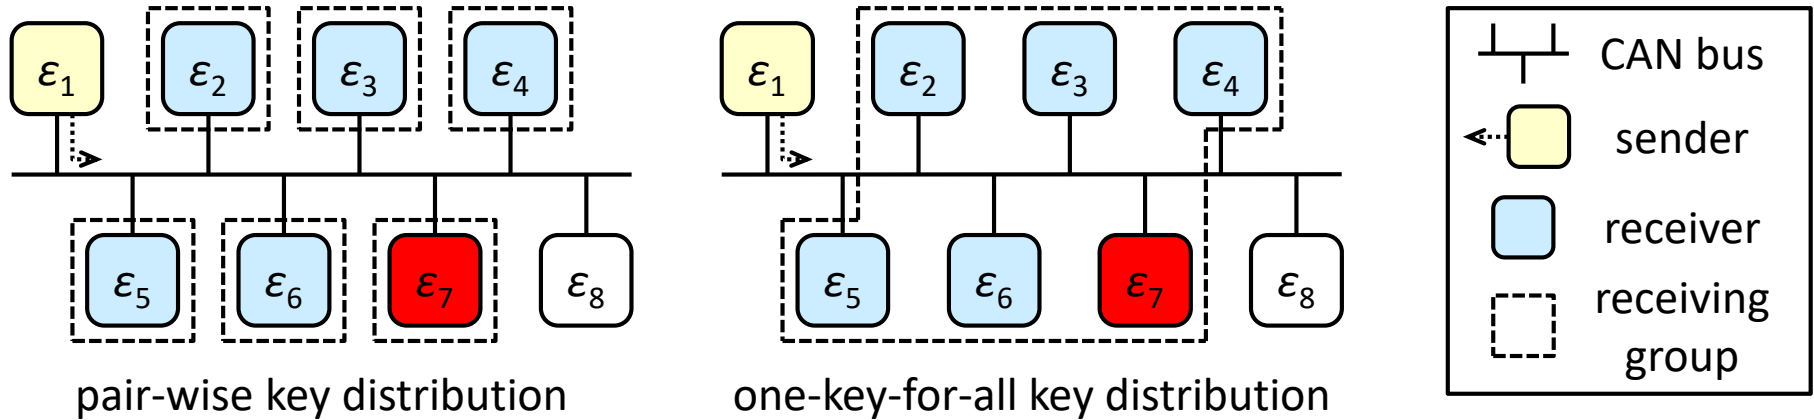 ε1 ε2 ε3 ε4
ε5 ε6 ε7 ε8
pair-wise key distribution
ε1 ε2 ε3 ε4
ε5 ε6 ε7 ε8
one-key-for-all key distribution
CAN bus
sender
receiver
receiving
group